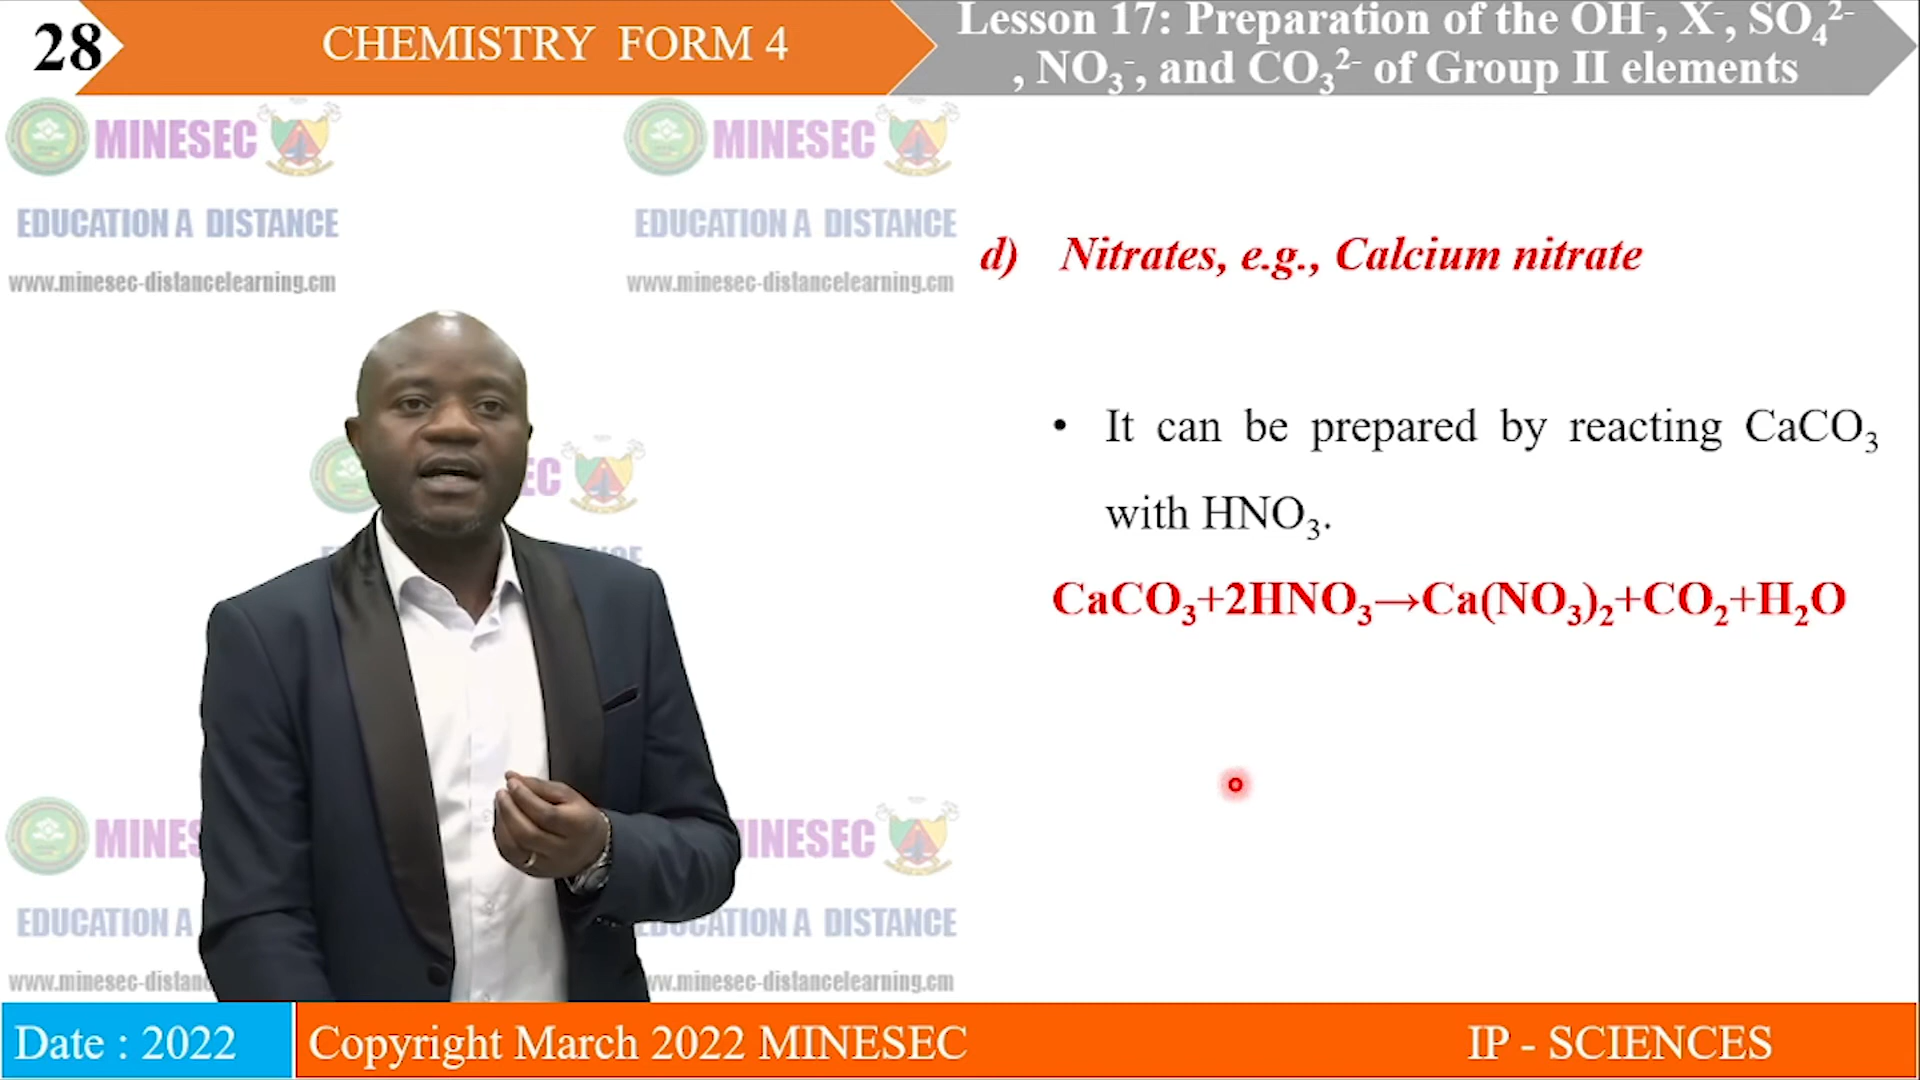 28
CHEMISTRY FORM 4
Lesson 17: Preparation of the OH⁻, X⁻, SO₄²⁻
, NO₃⁻, and CO₃²⁻ of Group II elements
MINESEC
EDUCATION A DISTANCE
www.minesec-distancelearning.cm
MINESEC
EDUCATION A DISTANCE
www.minesec-distancelearning.cm
d) Nitrates, e.g., Calcium nitrate
• It can be prepared by reacting CaCO₃
with HNO₃.
CaCO₃+2HNO₃→Ca(NO₃)₂+CO₂+H₂O
Date : 2022
Copyright March 2022 MINESEC
IP - SCIENCES